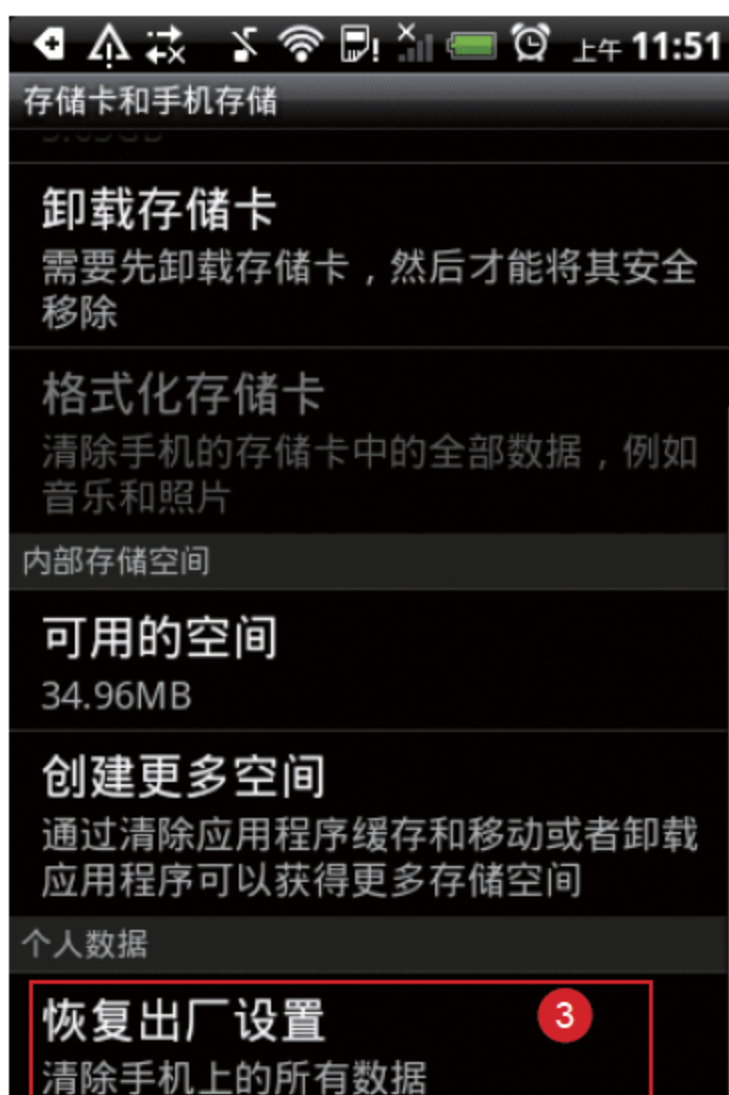 上午 11:51
存储卡和手机存储
卸载存储卡
需要先卸载存储卡，然后才能将其安全
移除
格式化存储卡
清除手机的存储卡中的全部数据，例如
音乐和照片
内部存储空间
可用的空间
34.96MB
创建更多空间
通过清除应用程序缓存和移动或者卸载
应用程序可以获得更多存储空间
个人数据
恢复出厂设置
3
清除手机上的所有数据